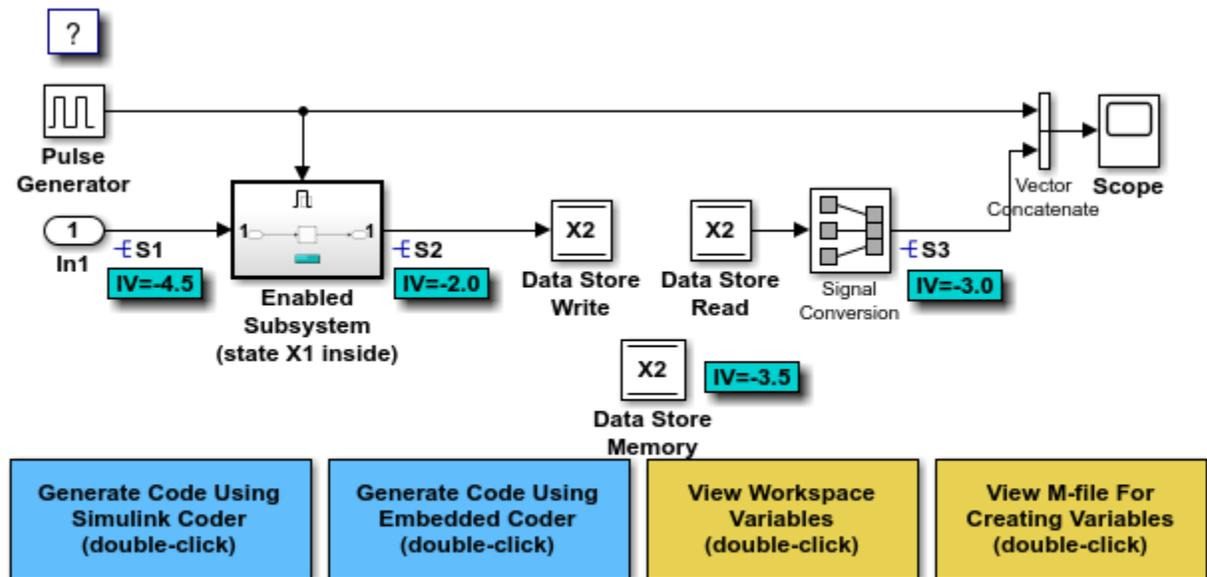 ?
Pulse
Generator
1
In1
S1
IV=-4.5
1
1
Enabled
Subsystem
(state X1 inside)
S2
IV=-2.0
X2
Data Store
Write
X2
Data Store
Read
Signal
Conversion
S3
IV=-3.0
Vector
Concatenate
Scope
X2
IV=-3.5
Data Store
Memory
Generate Code Using
Simulink Coder
(double-click)
Generate Code Using
Embedded Coder
(double-click)
View Workspace
Variables
(double-click)
View M-file For
Creating Variables
(double-click)